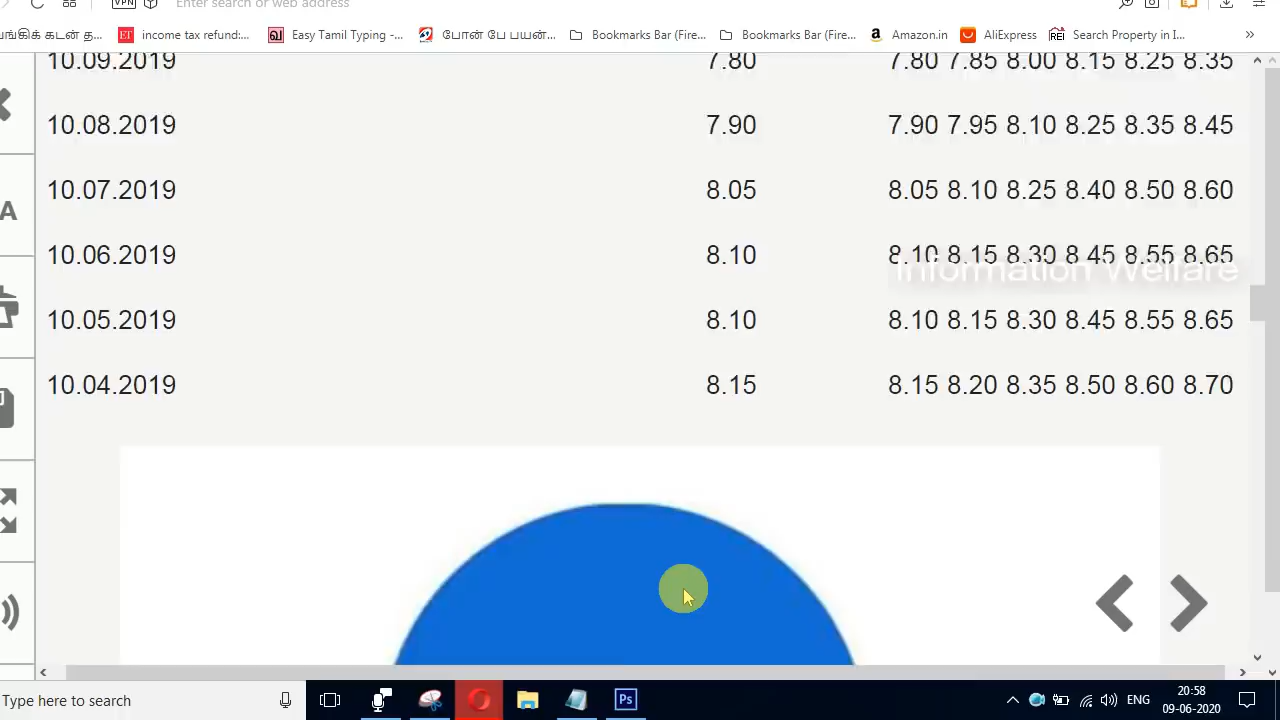 VPN Enter search or web address
பங்கிக் கடன் த... ET income tax refund:... Easy Tamil Typing -... போன் பே பயன்... Bookmarks Bar (Fire... Bookmarks Bar (Fire... Amazon.in AliExpress REI Search Property in I... »
10.09.2019 7.80 7.80 7.85 8.00 8.15 8.25 8.35
10.08.2019 7.90 7.90 7.95 8.10 8.25 8.35 8.45
10.07.2019 8.05 8.05 8.10 8.25 8.40 8.50 8.60
A
10.06.2019 8.10 8.10 8.15 8.30 8.45 8.55 8.65
Information Welfare
10.05.2019 8.10 8.10 8.15 8.30 8.45 8.55 8.65
10.04.2019 8.15 8.15 8.20 8.35 8.50 8.60 8.70
Type here to search Ps ENG 20:58
09-06-2020